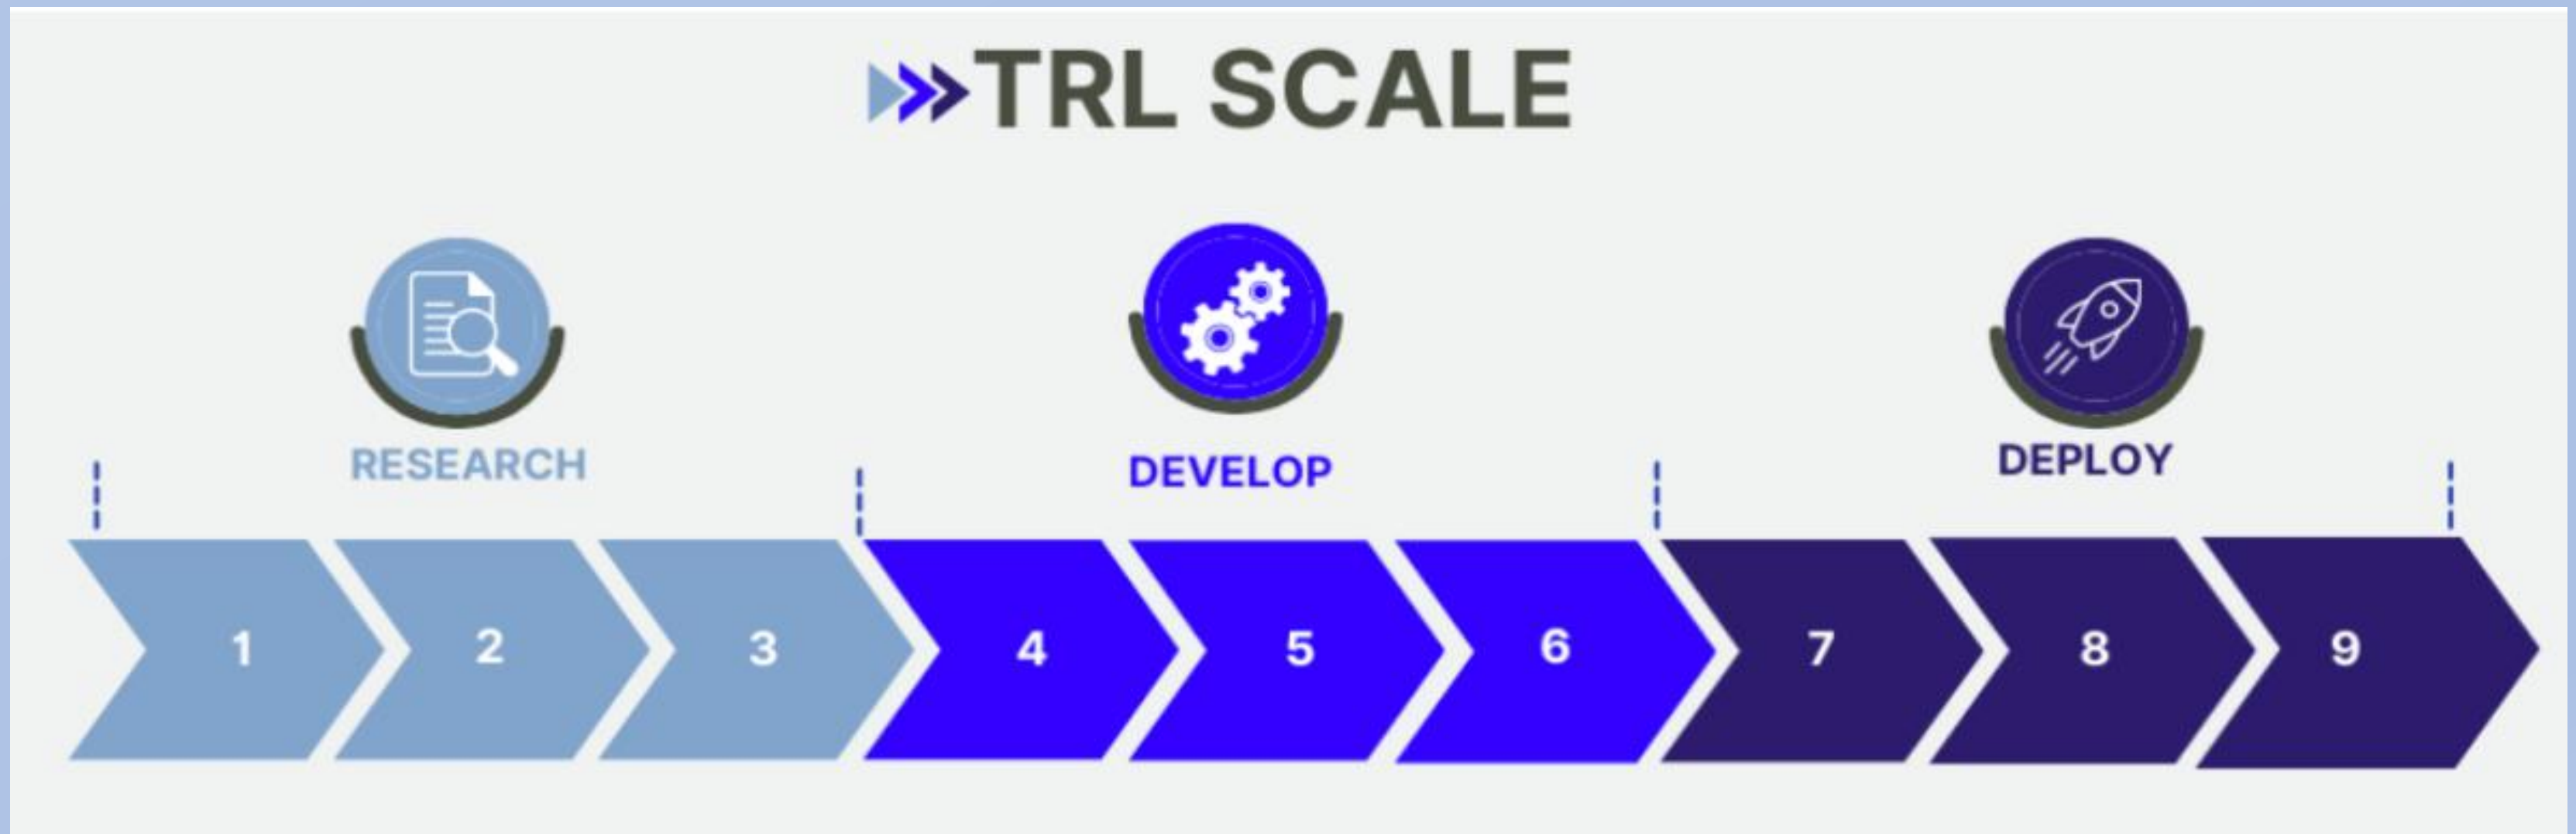 TRL SCALE
RESEARCH
DEVELOP
DEPLOY
1 2 3 4 5 6 7 8 9